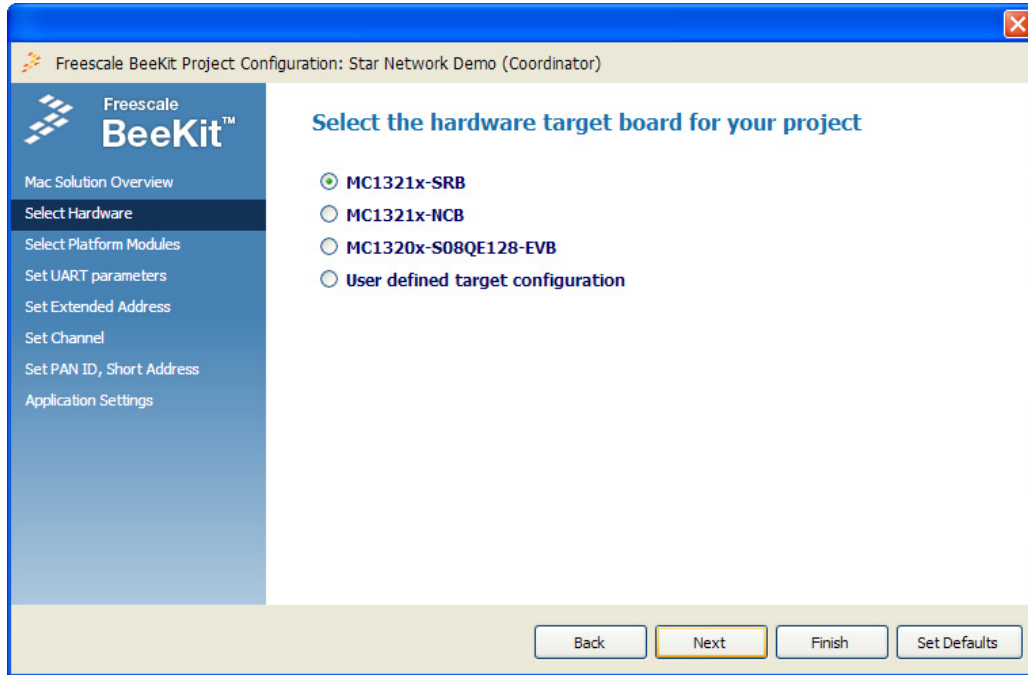 Freescale BeeKit Project Configuration: Star Network Demo (Coordinator)
Freescale
BeeKit™
Mac Solution Overview
Select Hardware
Select Platform Modules
Set UART parameters
Set Extended Address
Set Channel
Set PAN ID, Short Address
Application Settings
Select the hardware target board for your project
MC1321x-SRB
MC1321x-NCB
MC1320x-S08QE128-EVB
User defined target configuration
Back Next Finish Set Defaults